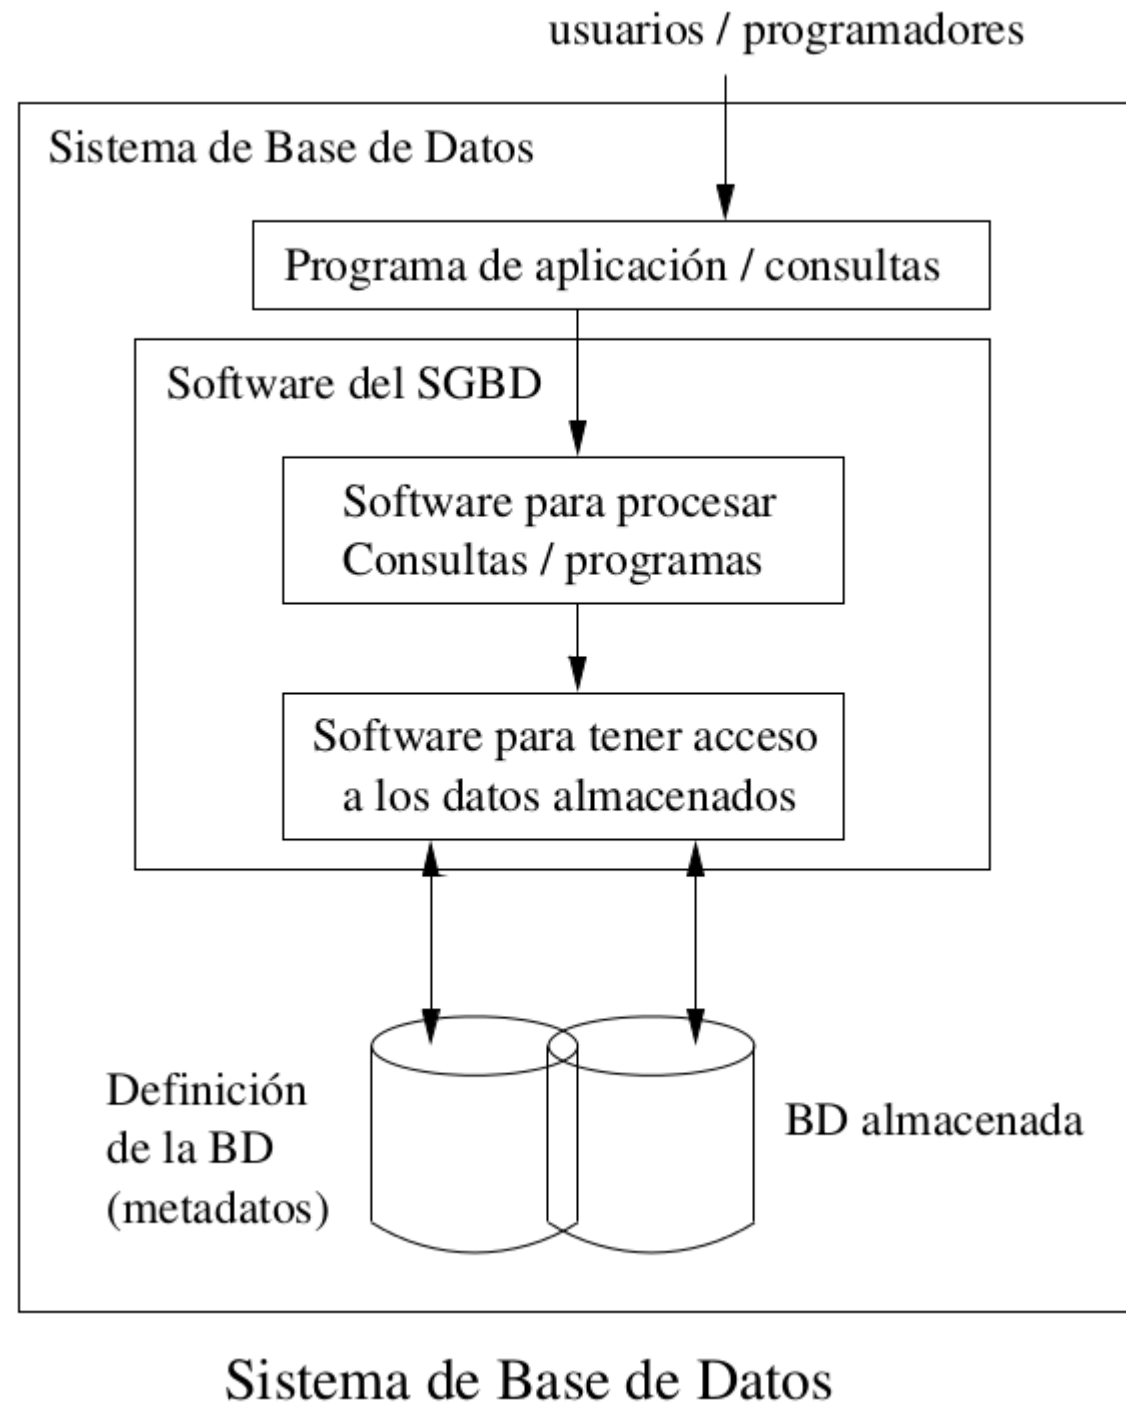 usuarios / programadores
Sistema de Base de Datos
Programa de aplicación / consultas
Software del SGBD
Software para procesar
Consultas / programas
Software para tener acceso
a los datos almacenados
Definición
de la BD
(metadatos)
BD almacenada
Sistema de Base de Datos